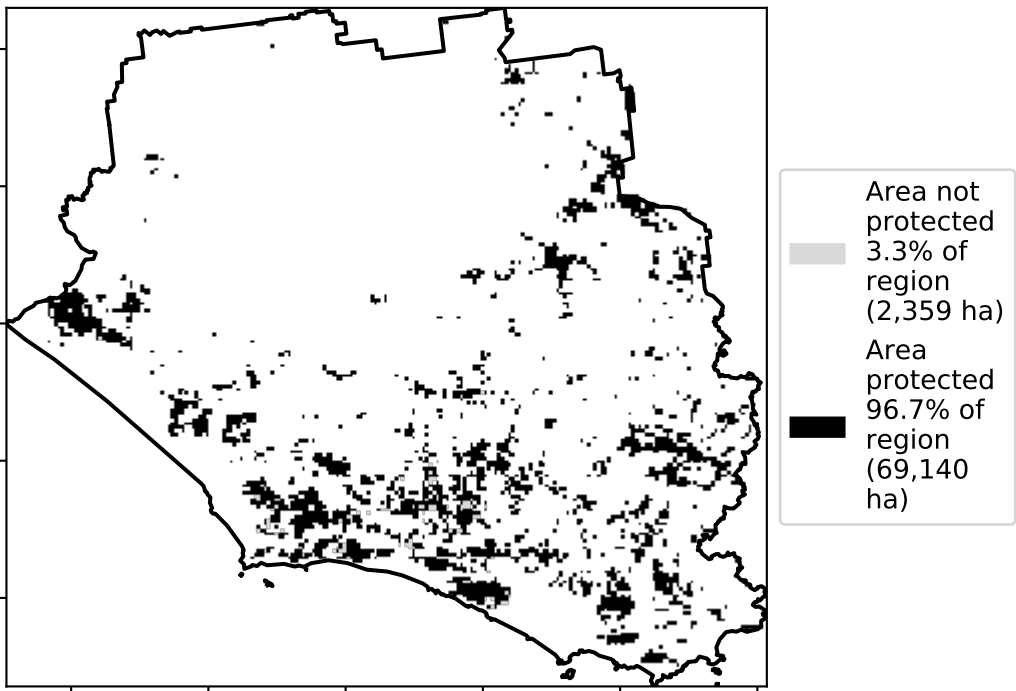 Area not
protected
3.3% of
region
(2,359 ha)
Area
protected
96.7% of
region
(69,140
ha)